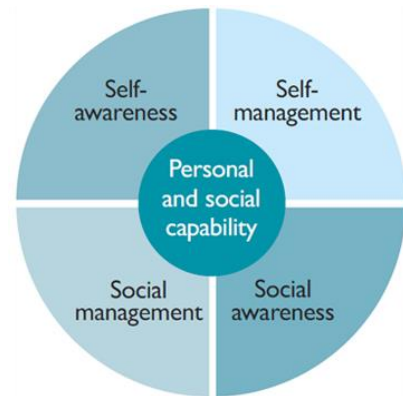 Self-
awareness
Self-
management
Personal
and social
capability
Social
management
Social
awareness